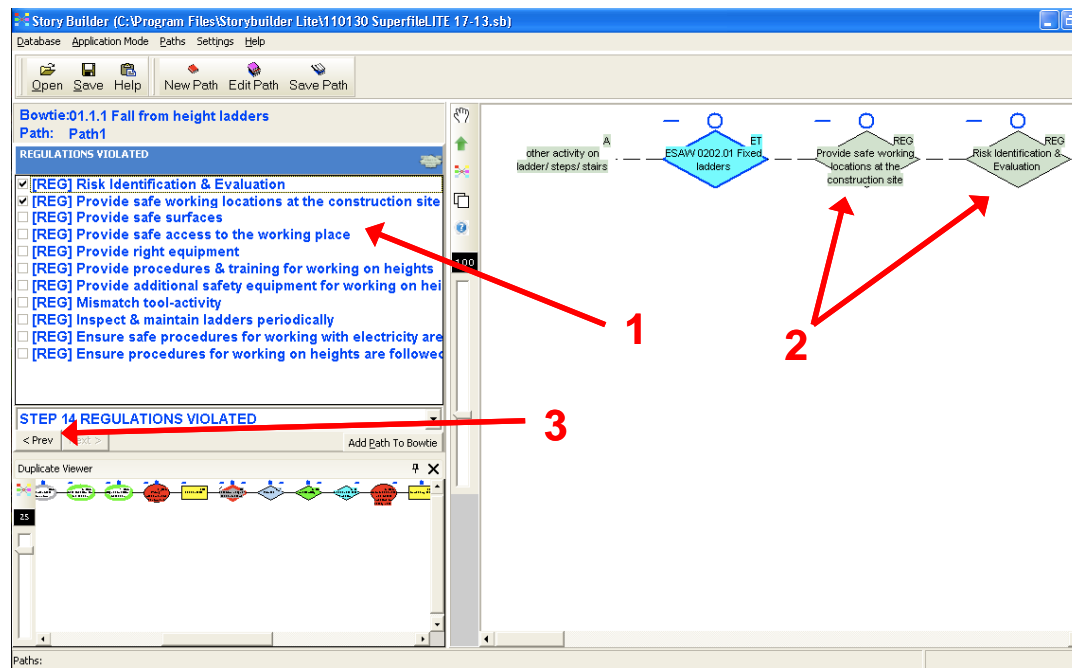 Story Builder (C:\Program Files\Storybuilder Lite\110130 SuperfileLITE 17-13.sb)
Database Application Mode Paths Settings Help
Open Save Help New Path Edit Path Save Path
Bowtie:01.1.1 Fall from height ladders
Path: Path1
REGULATIONS VIOLATED
[REG] Risk Identification & Evaluation
[REG] Provide safe working locations at the construction site
[REG] Provide safe surfaces
[REG] Provide safe access to the working place
[REG] Provide right equipment
[REG] Provide procedures & training for working on heights
[REG] Provide additional safety equipment for working on hei
[REG] Mismatch tool-activity
[REG] Inspect & maintain ladders periodically
[REG] Ensure safe procedures for working with electricity are
[REG] Ensure procedures for working on heights are followed
STEP 14 REGULATIONS VIOLATED
< Prev Next > Add Path To Bowtie
Duplicate Viewer
25
100
A
other activity on
ladder/ steps/ stairs
ET
ESAW 0202.01 Fixed
ladders
REG
Provide safe working
locations at the
construction site
REG
Risk Identification &
Evaluation
1
2
3
Paths: